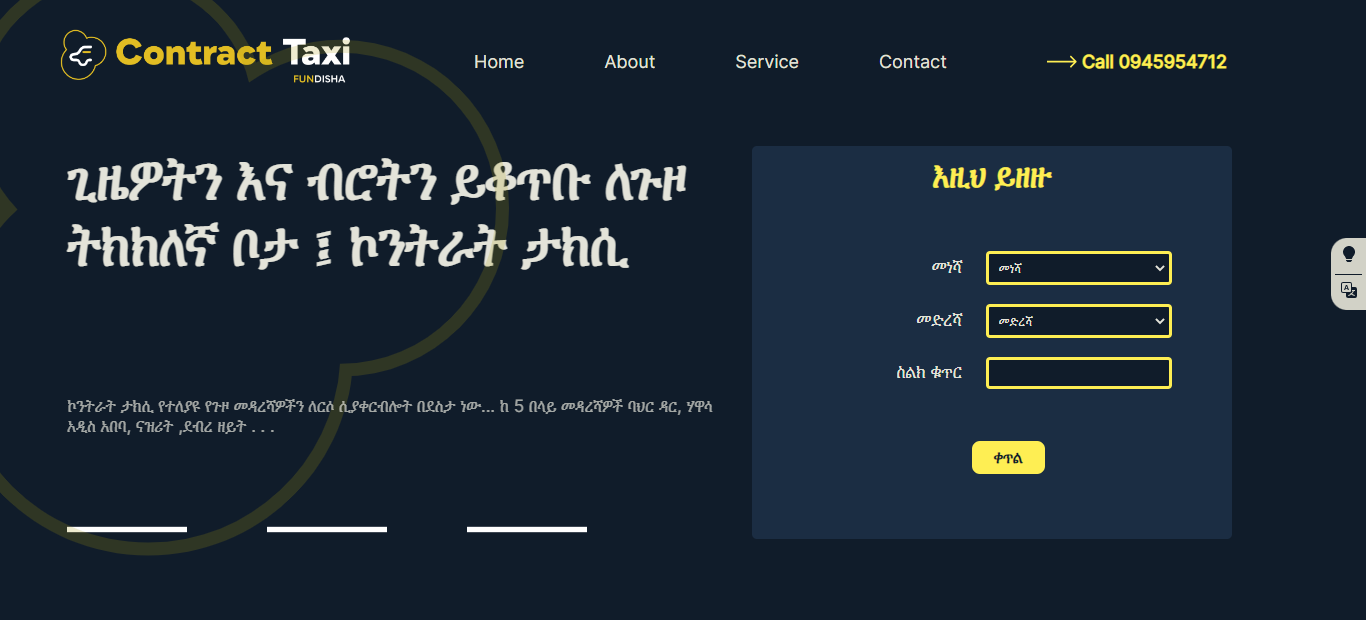 Contract Taxi
FUNDISHA
Home
About
Service
Contact
Call 0945954712
ጊዜዎትን እና ብሮትን ይቆጥቡ ለጉዞ
ትክክለኛ ቦታ ፤ ኮንትራት ታክሲ
ኮንትራት ታክሲ የተለያዩ የጉዞ መዳረሻዎችን ለርሶ ሲያቀርብሎት በደስታ ነው... ከ 5 በላይ መዳረሻዎች ባህር ዳር, ሃዋሳ
አዲስ አበባ, ናዝሪት ,ደብረ ዘይት . . .
እዚህ ይዘዙ
መነሻ
መነሻ
መድረሻ
መድረሻ
ስልክ ቁጥር
ቀጥል